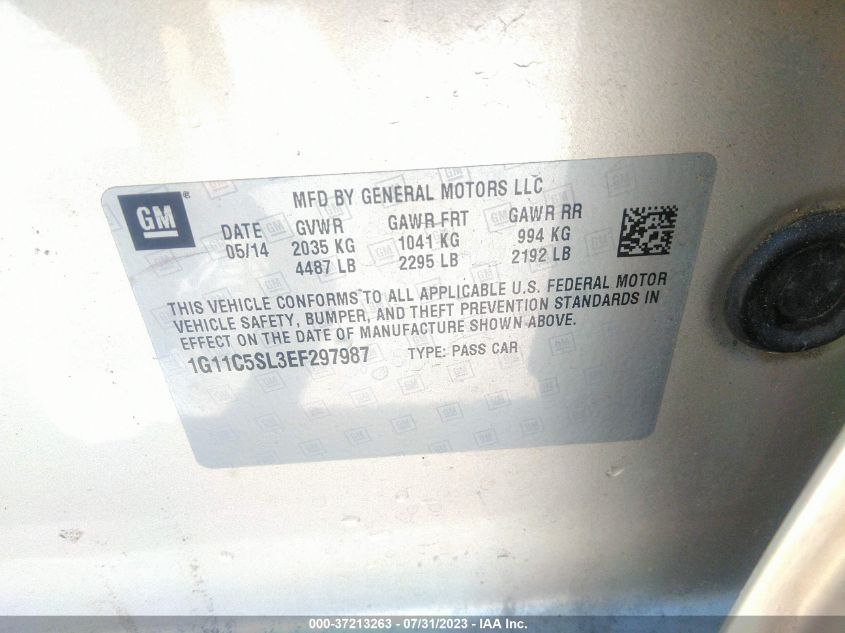 GM®
MFD BY GENERAL MOTORS LLC
DATE GVWR GAWR FRT GAWR RR
05/14 2035 KG 1041 KG 994 KG
4487 LB 2295 LB 2192 LB
THIS VEHICLE CONFORMS TO ALL APPLICABLE U.S. FEDERAL MOTOR
VEHICLE SAFETY, BUMPER, AND THEFT PREVENTION STANDARDS IN
EFFECT ON THE DATE OF MANUFACTURE SHOWN ABOVE.
1G11C5SL3EF297987 TYPE: PASS CAR
000-37213263 - 07/31/2023 - IAA Inc.